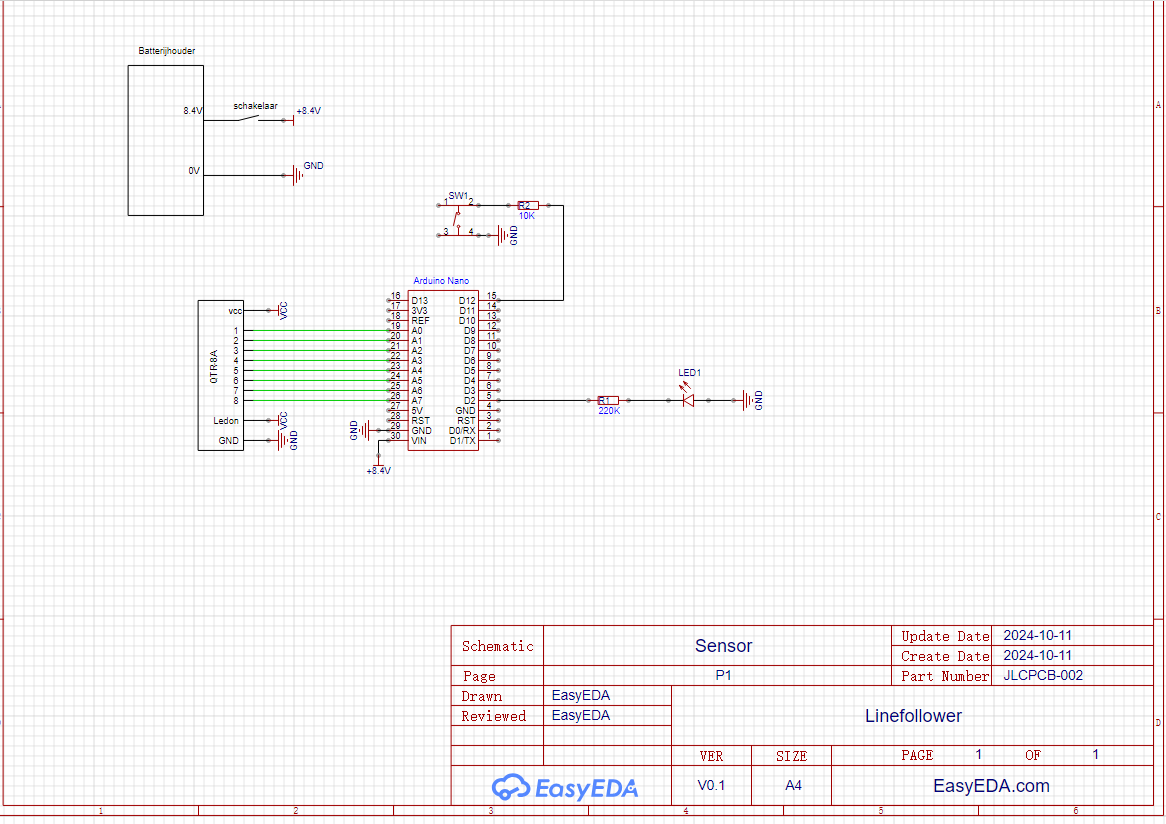 Batterijhouder
8.4V
schakelaar
+8.4V
0V
GND
SW1
1 2
3 4
R2
10K
GND
Arduino Nano
16 D13 D12 15
17 3V3 D11 14
18 REF D10 13
19 A0 D9 12
20 A1 D8 11
21 A2 D7 10
22 A3 D6 9
23 A4 D5 8
24 A5 D4 7
25 A6 D3 6
26 A7 D2 5
27 5V GND 4
28 RST RST 3
29 GND D0/RX 2
30 VIN D1/TX 1
GND
+8.4V
QTR-8A
vcc
VCC
1
2
3
4
5
6
7
8
Ledon
VCC
GND
GND
R1
220K
LED1
GND
A
B
C
D
Schematic
Sensor
Update Date 2024-10-11
Create Date 2024-10-11
Page
P1
Part Number JLCPCB-002
Drawn EasyEDA
Reviewed EasyEDA
Linefollower
VER SIZE PAGE 1 OF 1
EasyEDA
V0.1 A4 EasyEDA.com
1 2 3 4 5 6